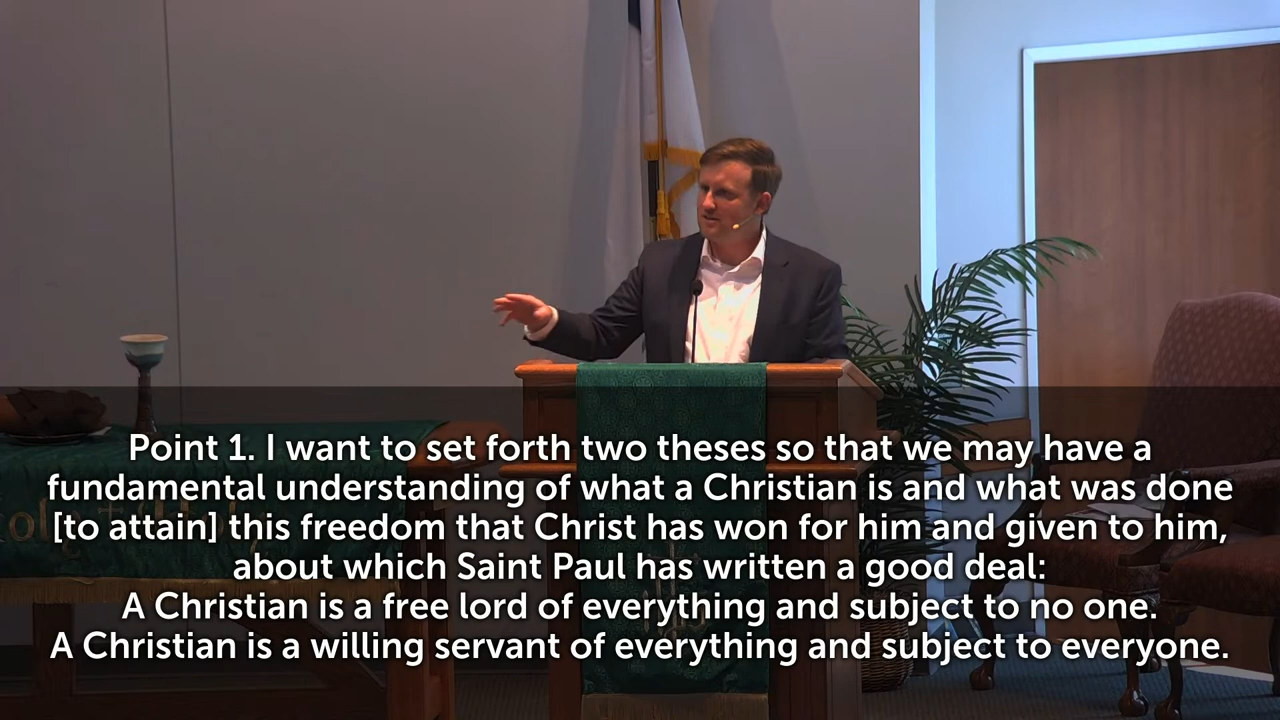 Point 1. I want to set forth two theses so that we may have a
fundamental understanding of what a Christian is and what was done
[to attain] this freedom that Christ has won for him and given to him,
about which Saint Paul has written a good deal:
A Christian is a free lord of everything and subject to no one.
A Christian is a willing servant of everything and subject to everyone.